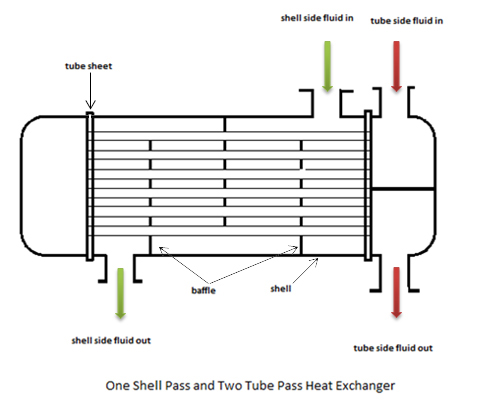 shell side fluid in
tube side fluid in
tube sheet
baffle
shell
shell side fluid out
tube side fluid out
One Shell Pass and Two Tube Pass Heat Exchanger